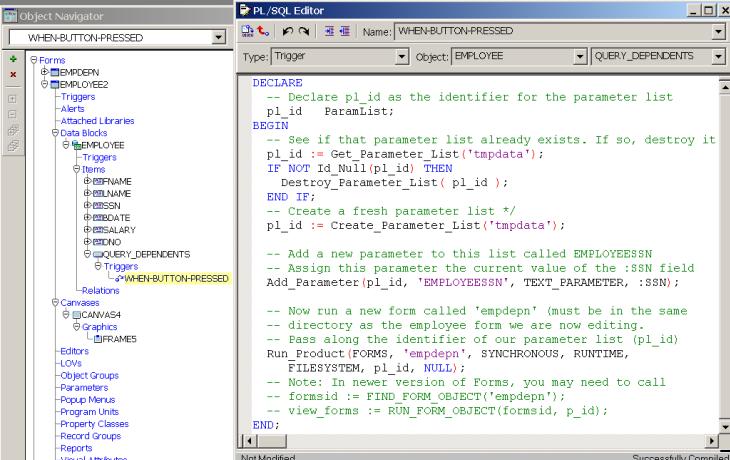 Object Navigator
WHEN-BUTTON-PRESSED
Forms
EMPDEPN
EMPLOYEE2
Triggers
Alerts
Attached Libraries
Data Blocks
EMPLOYEE
Triggers
Items
FNAME
LNAME
SSN
BDATE
SALARY
DNO
QUERY_DEPENDENTS
Triggers
WHEN-BUTTON-PRESSED
Relations
Canvases
CANVAS4
Graphics
FRAME5
Editors
LOVs
Object Groups
Parameters
Popup Menus
Program Units
Property Classes
Record Groups
Reports
Visual Attributes
PL/SQL Editor
Name: WHEN-BUTTON-PRESSED
Type: Trigger Object: EMPLOYEE QUERY_DEPENDENTS
DECLARE
-- Declare pl_id as the identifier for the parameter list
pl_id ParamList;
BEGIN
-- See if that parameter list already exists. If so, destroy it
pl_id := Get_Parameter_List('tmpdata');
IF NOT Id_Null(pl_id) THEN
Destroy_Parameter_List( pl_id );
END IF;
-- Create a fresh parameter list */
pl_id := Create_Parameter_List('tmpdata');
-- Add a new parameter to this list called EMPLOYEESSN
-- Assign this parameter the current value of the :SSN field
Add_Parameter(pl_id, 'EMPLOYEESSN', TEXT_PARAMETER, :SSN);
-- Now run a new form called 'empdepn' (must be in the same
-- directory as the employee form we are now editing.
-- Pass along the identifier of our parameter list (pl_id)
Run_Product(FORMS, 'empdepn', SYNCHRONOUS, RUNTIME,
FILESYSTEM, pl_id, NULL);
-- Note: In newer version of Forms, you may need to call
-- formsid := FIND_FORM_OBJECT('empdepn');
-- view_forms := RUN_FORM_OBJECT(formsid, p_id);
END;
Not Modified Successfully Compiled